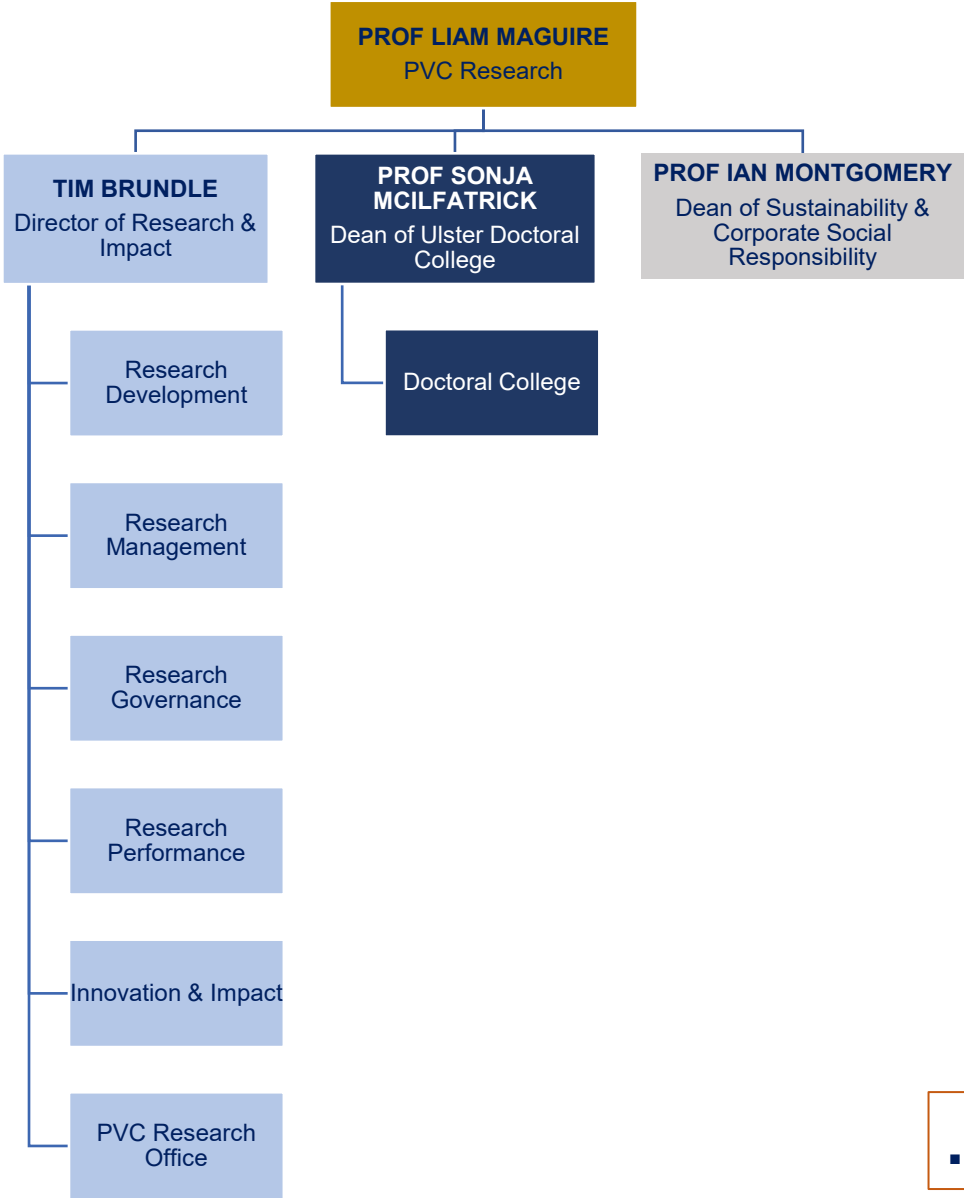 PROF LIAM MAGUIRE
PVC Research
TIM BRUNDLE
Director of Research &
Impact
PROF SONJA
MCILFATRICK
Dean of Ulster Doctoral
College
PROF IAN MONTGOMERY
Dean of Sustainability &
Corporate Social
Responsibility
Research
Development
Doctoral College
Research
Management
Research
Governance
Research
Performance
Innovation & Impact
PVC Research
Office